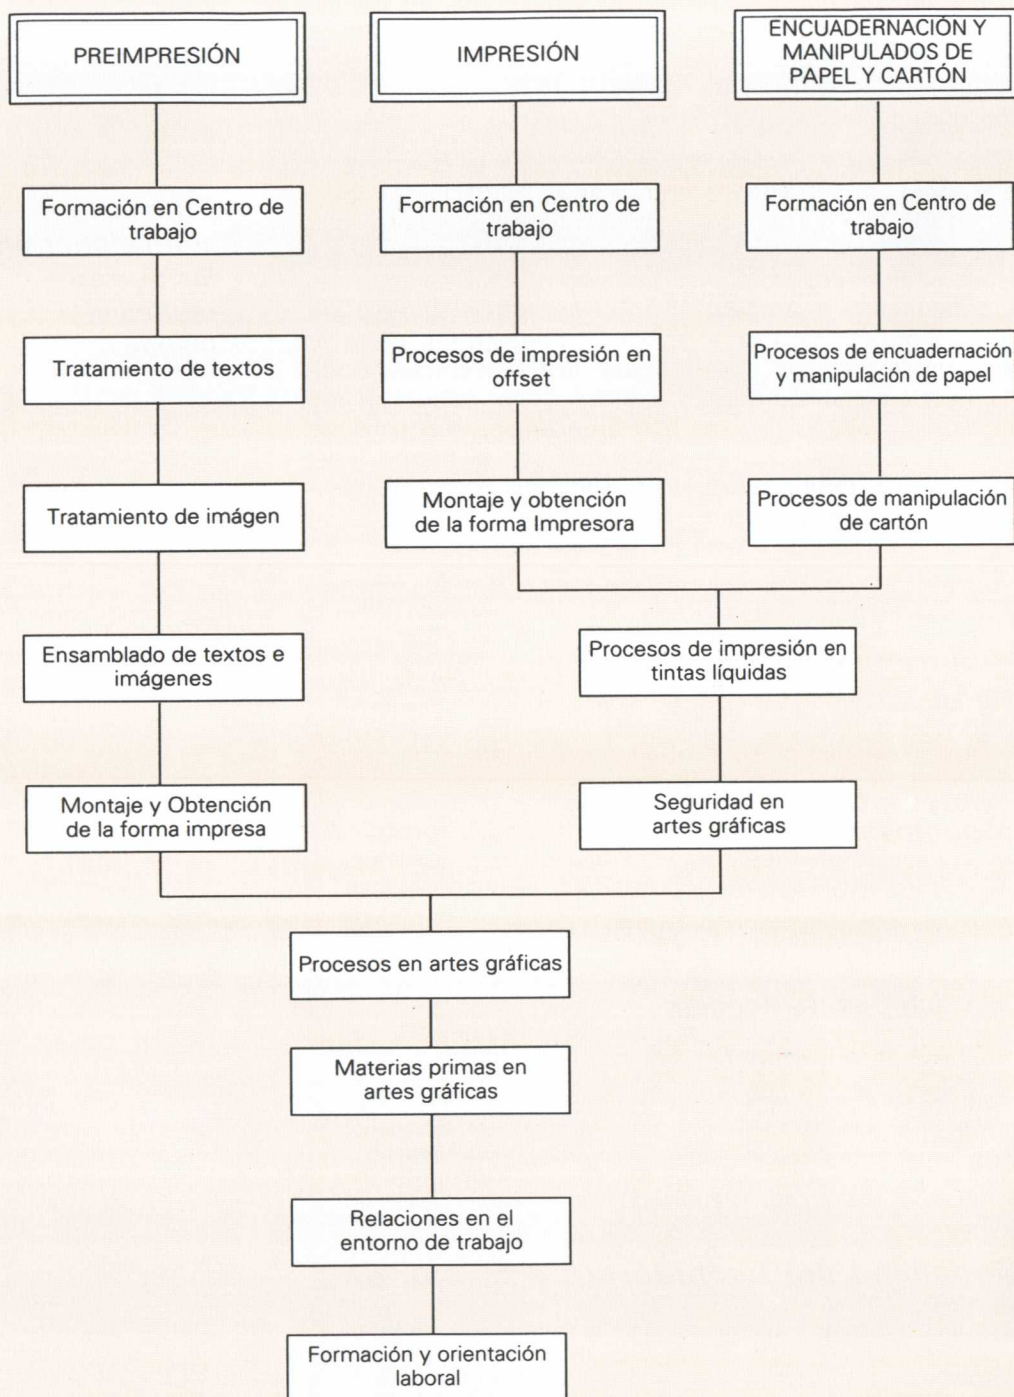 PREIMPRESIÓN
IMPRESIÓN
ENCUADERNACIÓN Y
MANIPULADOS DE
PAPEL Y CARTÓN
Formación en Centro de
trabajo
Formación en Centro de
trabajo
Formación en Centro de
trabajo
Tratamiento de textos
Procesos de impresión en
offset
Procesos de encuadernación
y manipulación de papel
Tratamiento de imágen
Montaje y obtención
de la forma Impresora
Procesos de manipulación
de cartón
Ensamblado de textos e
imágenes
Procesos de impresión en
tintas líquidas
Montaje y Obtención
de la forma impresa
Seguridad en
artes gráficas
Procesos en artes gráficas
Materias primas en
artes gráficas
Relaciones en el
entorno de trabajo
Formación y orientación
laboral